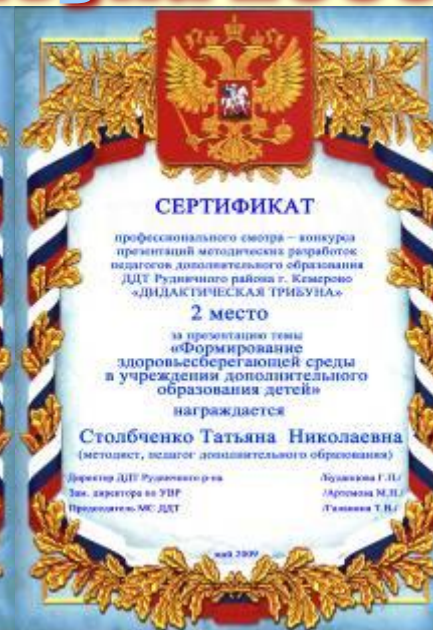 СЕРТИФИКАТ
профессионального смотра – конкурса
презентаций методических разработок
педагогов дополнительного образования
ДДТ Рудничного района г. Кемерово
«ДИДАКТИЧЕСКАЯ ТРИБУНА»
2 место
за презентацию темы
«Формирование
здоровьесберегающей среды
в учреждении дополнительного
образования детей»
награждается
Столбченко Татьяна Николаевна
(методист, педагог дополнительного образования)
Директор ДДТ Рудничного р-на
Зам. директора по УВР /Артемова М.П./
Председатель МС ДДТ
май 2009